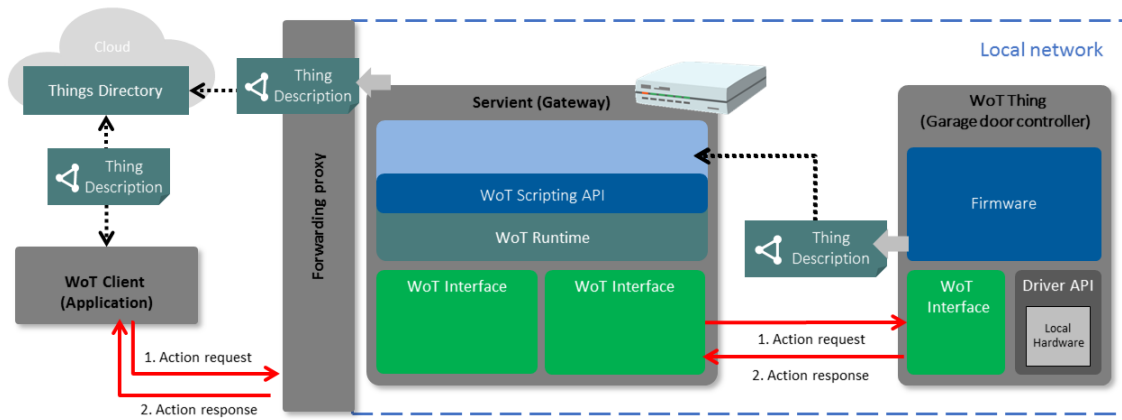 Cloud
Things Directory
Thing
Description
Thing
Description
WoT Client
(Application)
1. Action request
2. Action response
Forwarding proxy
Local network
Servient (Gateway)
WoT Scripting API
WoT Runtime
WoT Interface
WoT Interface
1. Action request
2. Action response
Thing
Description
WoT Thing
(Garage door controller)
Firmware
WoT
Interface
Driver API
Local
Hardware